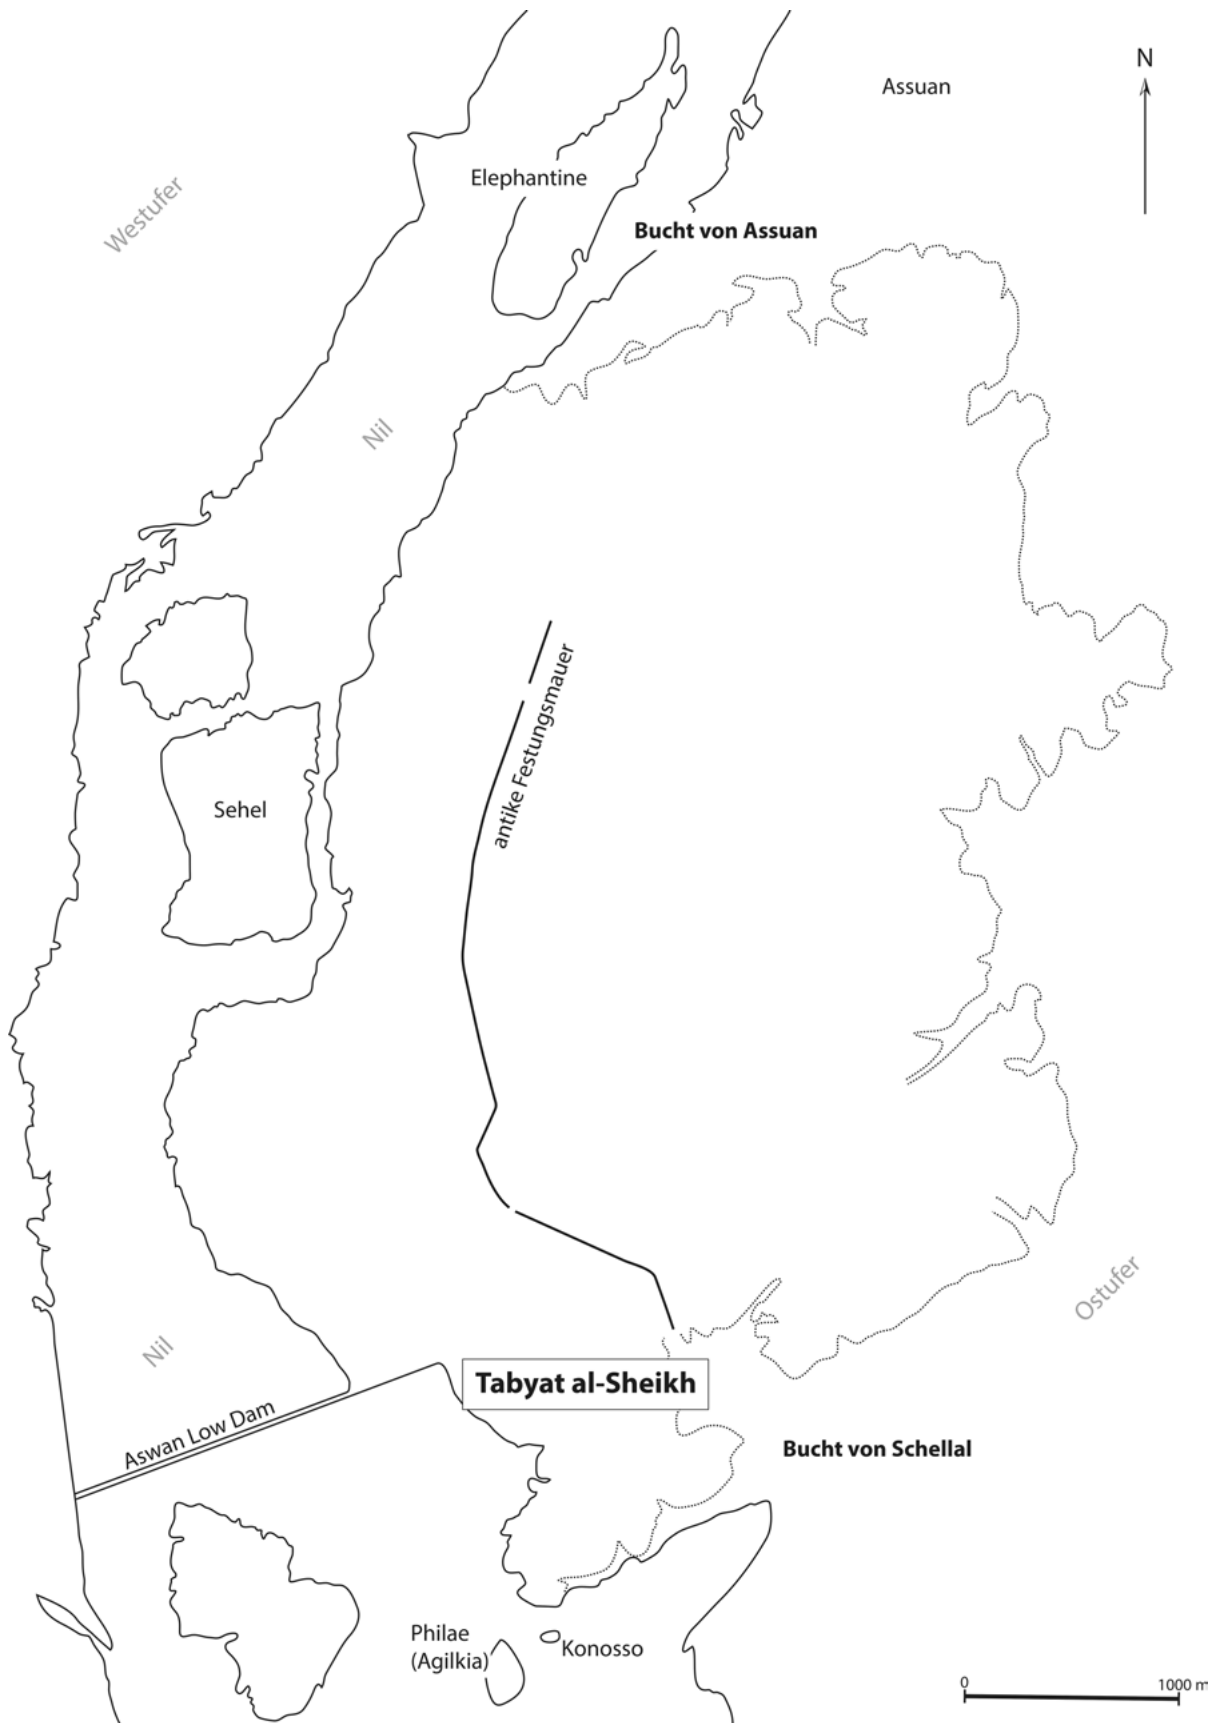 N
Assuan
Westufer
Elephantine
Bucht von Assuan
Nil
antike Festungsmauer
Sehel
Ostufer
Nil
Tabyat al-Sheikh
Aswan Low Dam
Bucht von Schellal
Philae
(Agilkia)
Konosso
0
1000 m